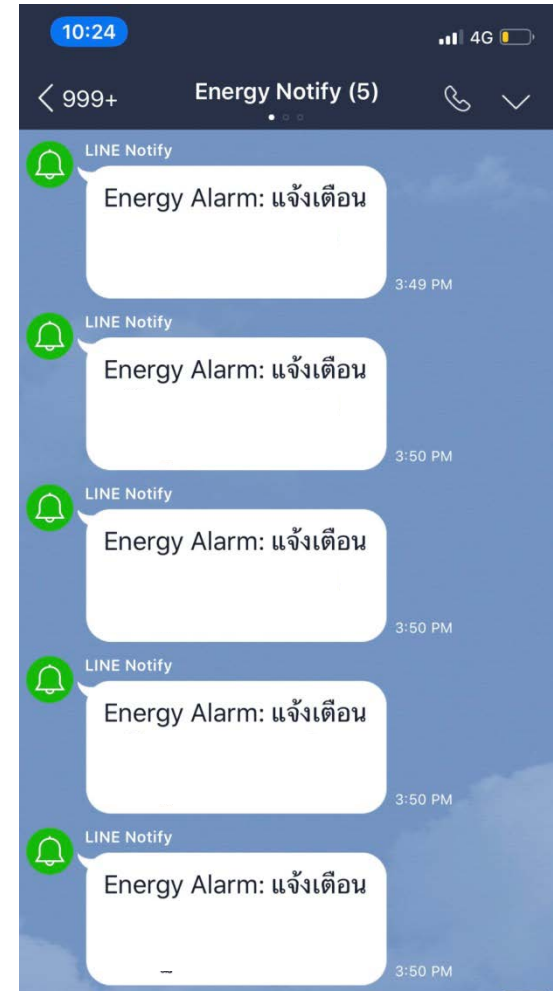 10:24
4G
999+
Energy Notify (5)
LINE Notify
Energy Alarm: แจ้งเตือน
3:49 PM
LINE Notify
Energy Alarm: แจ้งเตือน
3:50 PM
LINE Notify
Energy Alarm: แจ้งเตือน
3:50 PM
LINE Notify
Energy Alarm: แจ้งเตือน
3:50 PM
LINE Notify
Energy Alarm: แจ้งเตือน
3:50 PM